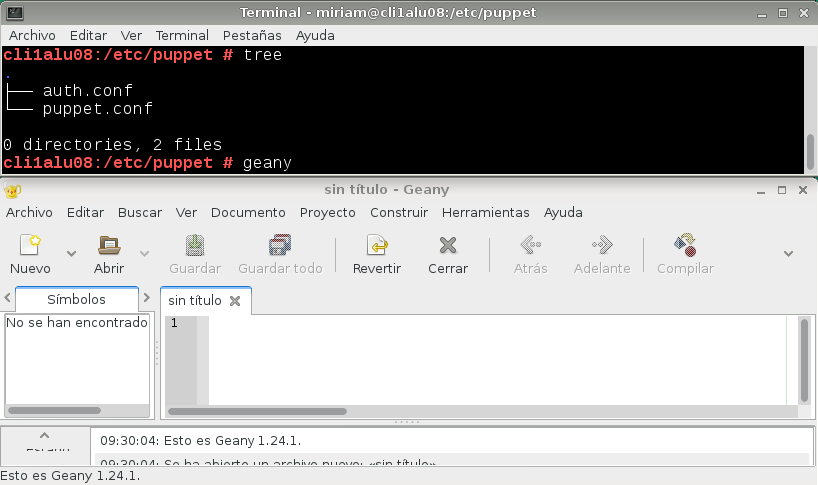 Terminal - miriam@cli1alu08:/etc/puppet
Archivo Editar Ver Terminal Pestañas Ayuda
cli1alu08:/etc/puppet # tree
.
├── auth.conf
└── puppet.conf
0 directories, 2 files
cli1alu08:/etc/puppet # geany
sin título - Geany
Archivo Editar Buscar Ver Documento Proyecto Construir Herramientas Ayuda
Nuevo Abrir Guardar Guardar todo Revertir Cerrar Atrás Adelante Compilar
Símbolos sin título
No se han encontrado 1
09:30:04: Esto es Geany 1.24.1.
09:30:04: Se ha abierto un archivo nuevo: «sin título»
Esto es Geany 1.24.1.